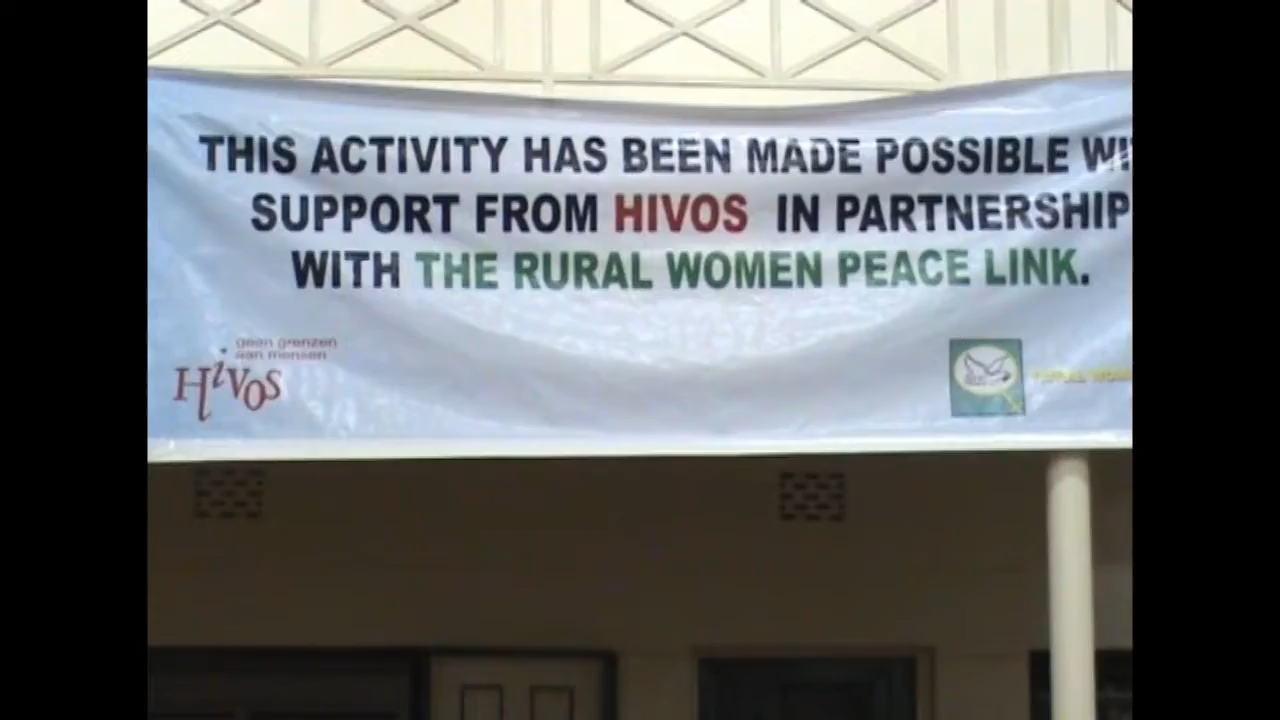 THIS ACTIVITY HAS BEEN MADE POSSIBLE
SUPPORT FROM HIVOS IN PARTNERSHIP
WITH THE RURAL WOMEN PEACE LINK.
geen grenzen
aan mensen
Hivos